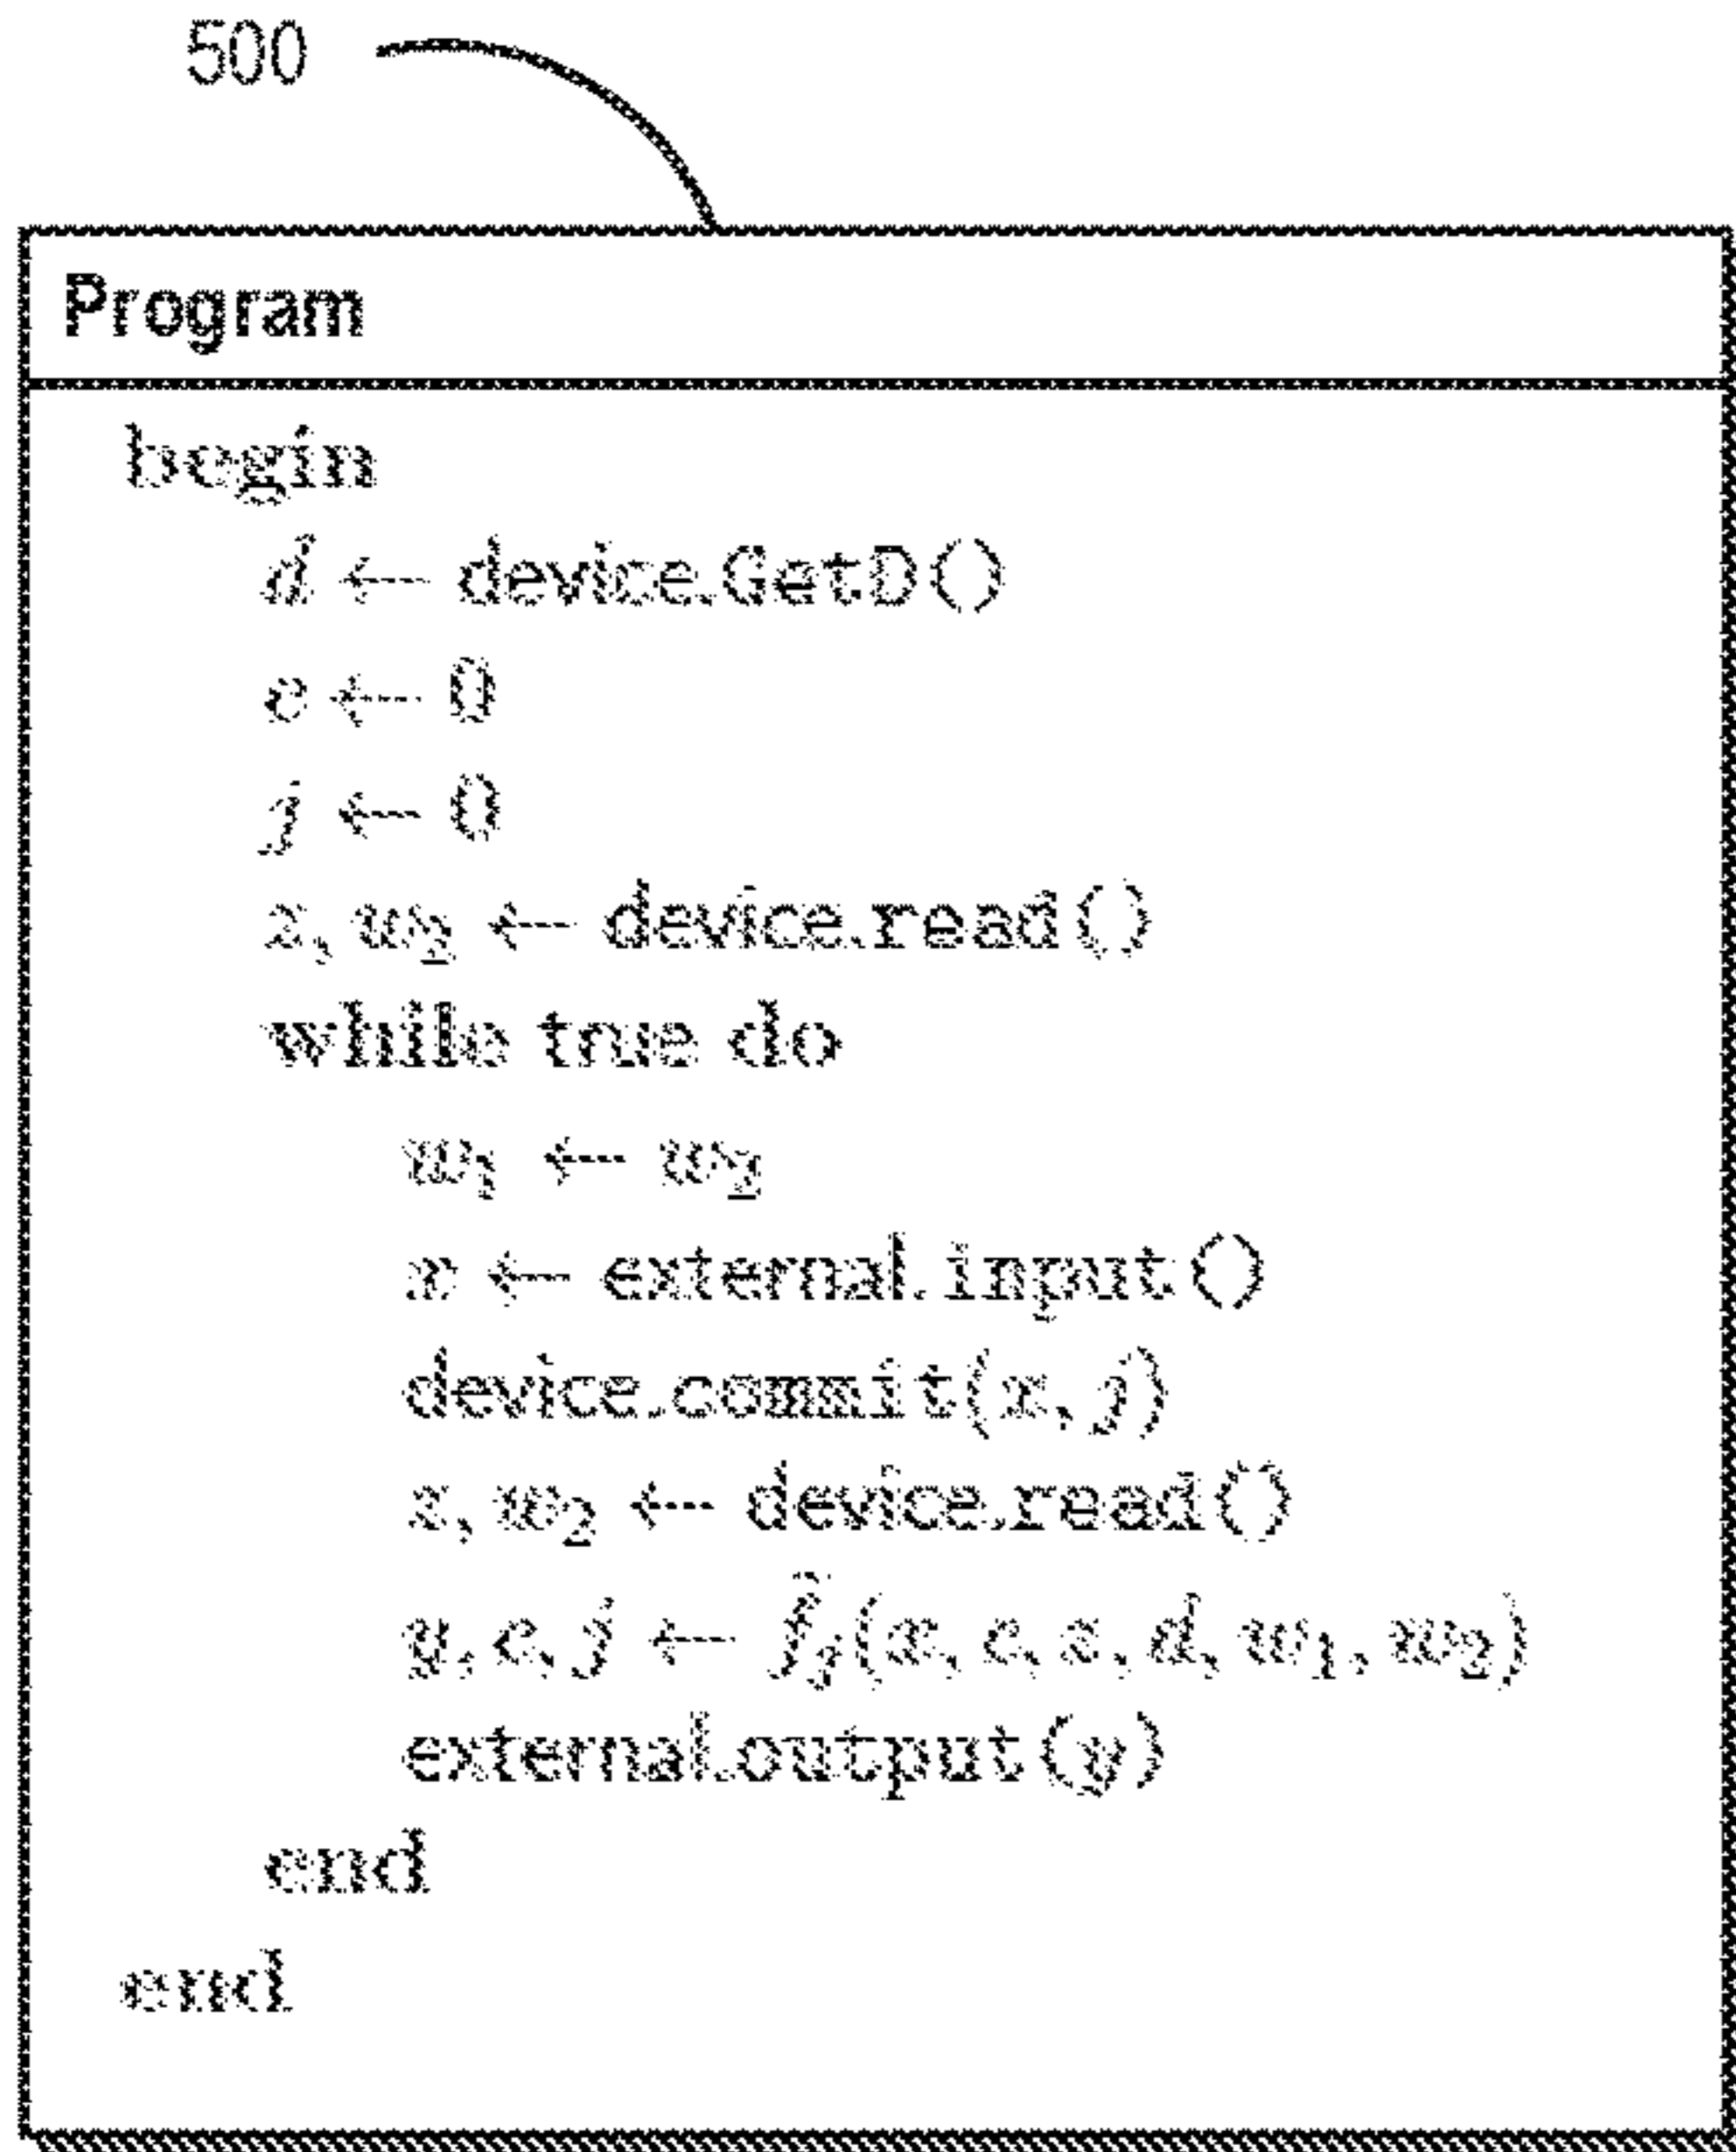 500
Program
begin
d ← device.GetD()
c ← 0
j ← 0
z, w₂ ← device.read()
while true do
w₁ ← w₂
x ← external.input()
device.commit(x, j)
z, w₂ ← device.read()
y, c, j ← f̃ⱼ(x, c, z, d, w₁, w₂)
external.output(y)
end
end